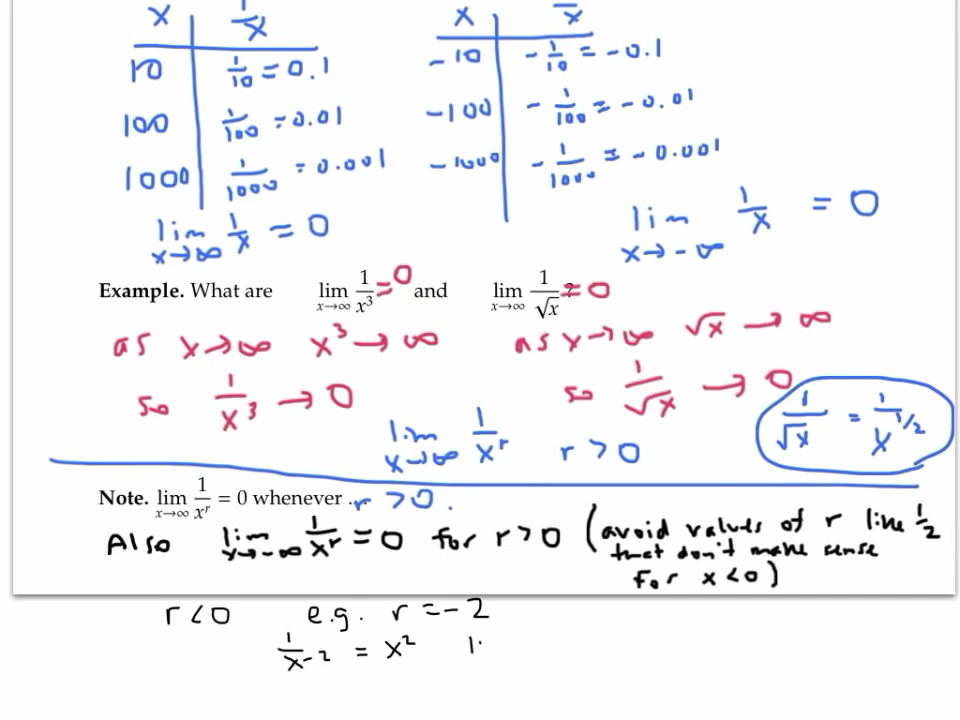 x | 1/x    x | 1/x
10 | 1/10 = 0.1    -10 | -1/10 = -0.1
100 | 1/100 = 0.01    -100 | -1/100 = -0.01
1000 | 1/1000 = 0.001    -1000 | -1/1000 = -0.001
lim x→∞ 1/x = 0    lim x→-∞ 1/x = 0
Example. What are lim x→∞ 1/x³ = 0 and lim x→∞ 1/√x ? = 0
as x→∞ x³→∞    as x→∞ √x → ∞
so 1/x³ → 0    so 1/√x → 0
1/√x = 1/x^1/2
lim x→∞ 1/x^r r > 0
Note. lim x→∞ 1/x^r = 0 whenever ... r > 0.
Also lim x→-∞ 1/x^r = 0 for r > 0 (avoid values of r like 1/2
that don't make sense
for x < 0)
r < 0 e.g. r = -2
1/x^-2 = x²